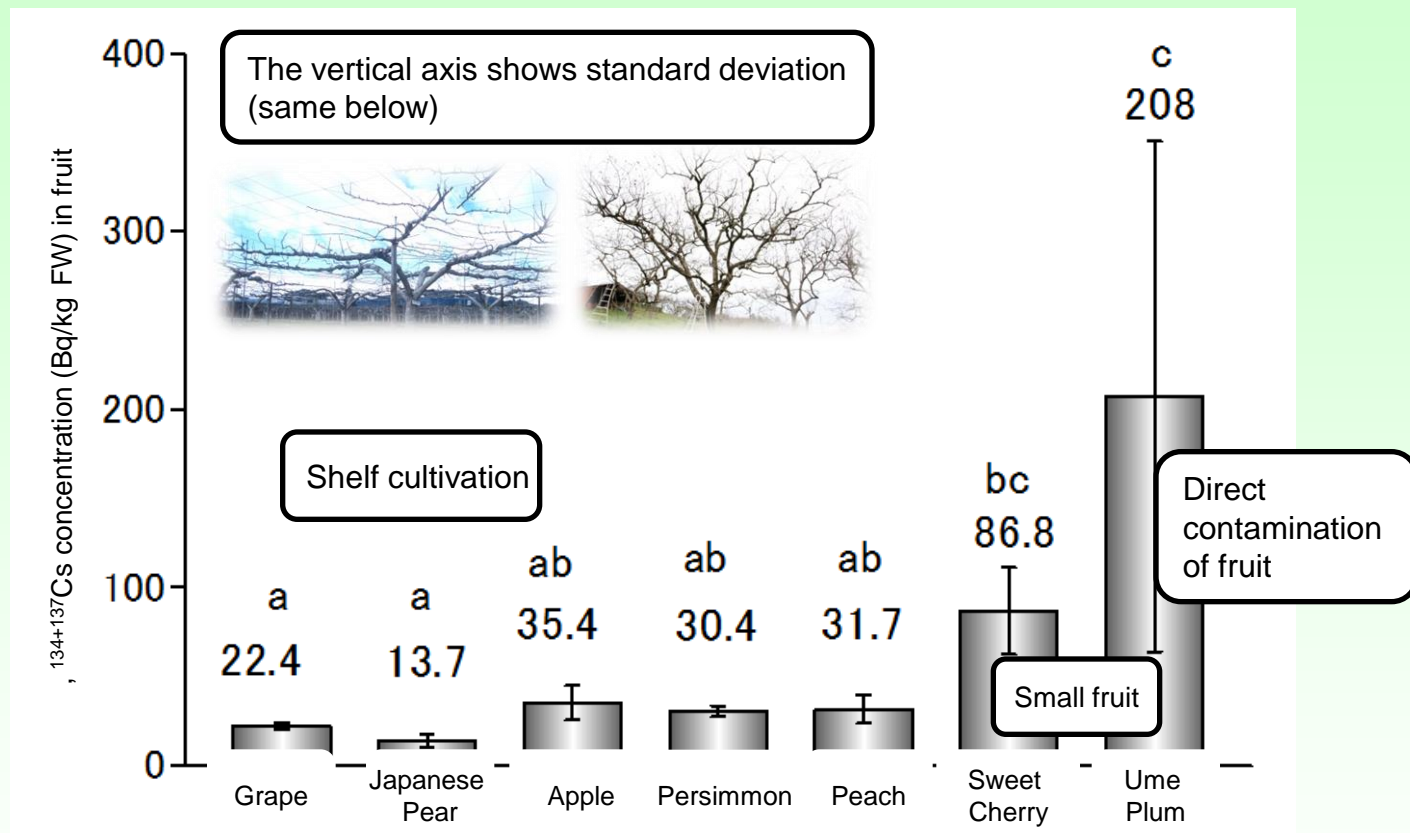 400
The vertical axis shows standard deviation
(same below)
c
208
300
, 134+137Cs concentration (Bq/kg FW) in fruit
200
Shelf cultivation
bc
86.8
Direct
contamination
of fruit
100
a
22.4
a
13.7
ab
35.4
ab
30.4
ab
31.7
Small fruit
0
Grape
Japanese
Pear
Apple
Persimmon
Peach
Sweet
Cherry
Ume
Plum